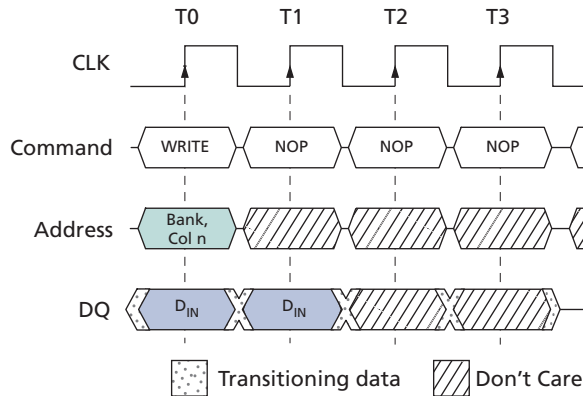 T0 T1 T2 T3
CLK
Command WRITE NOP NOP NOP
Address Bank,
Col n
DQ DIN DIN
Transitioning data Don't Care